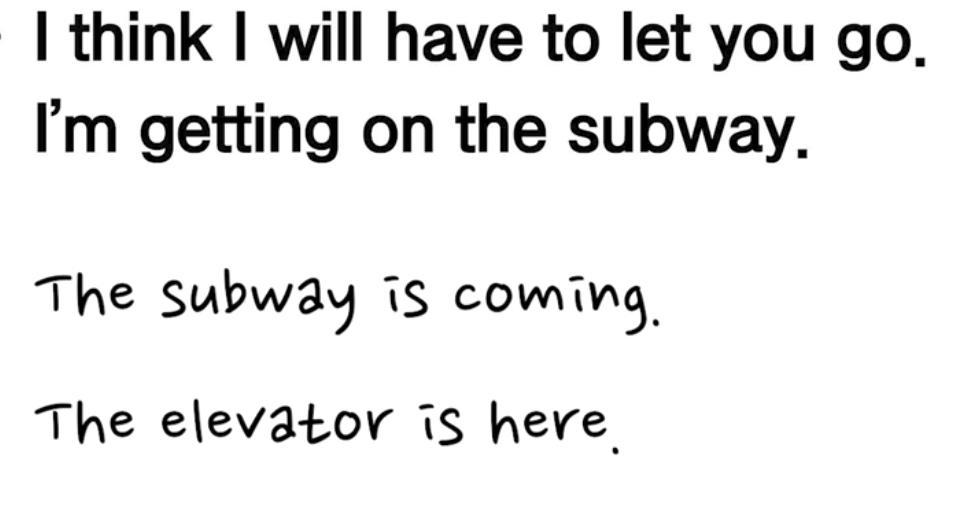 I think I will have to let you go.
I'm getting on the subway.
The subway is coming.
The elevator is here.